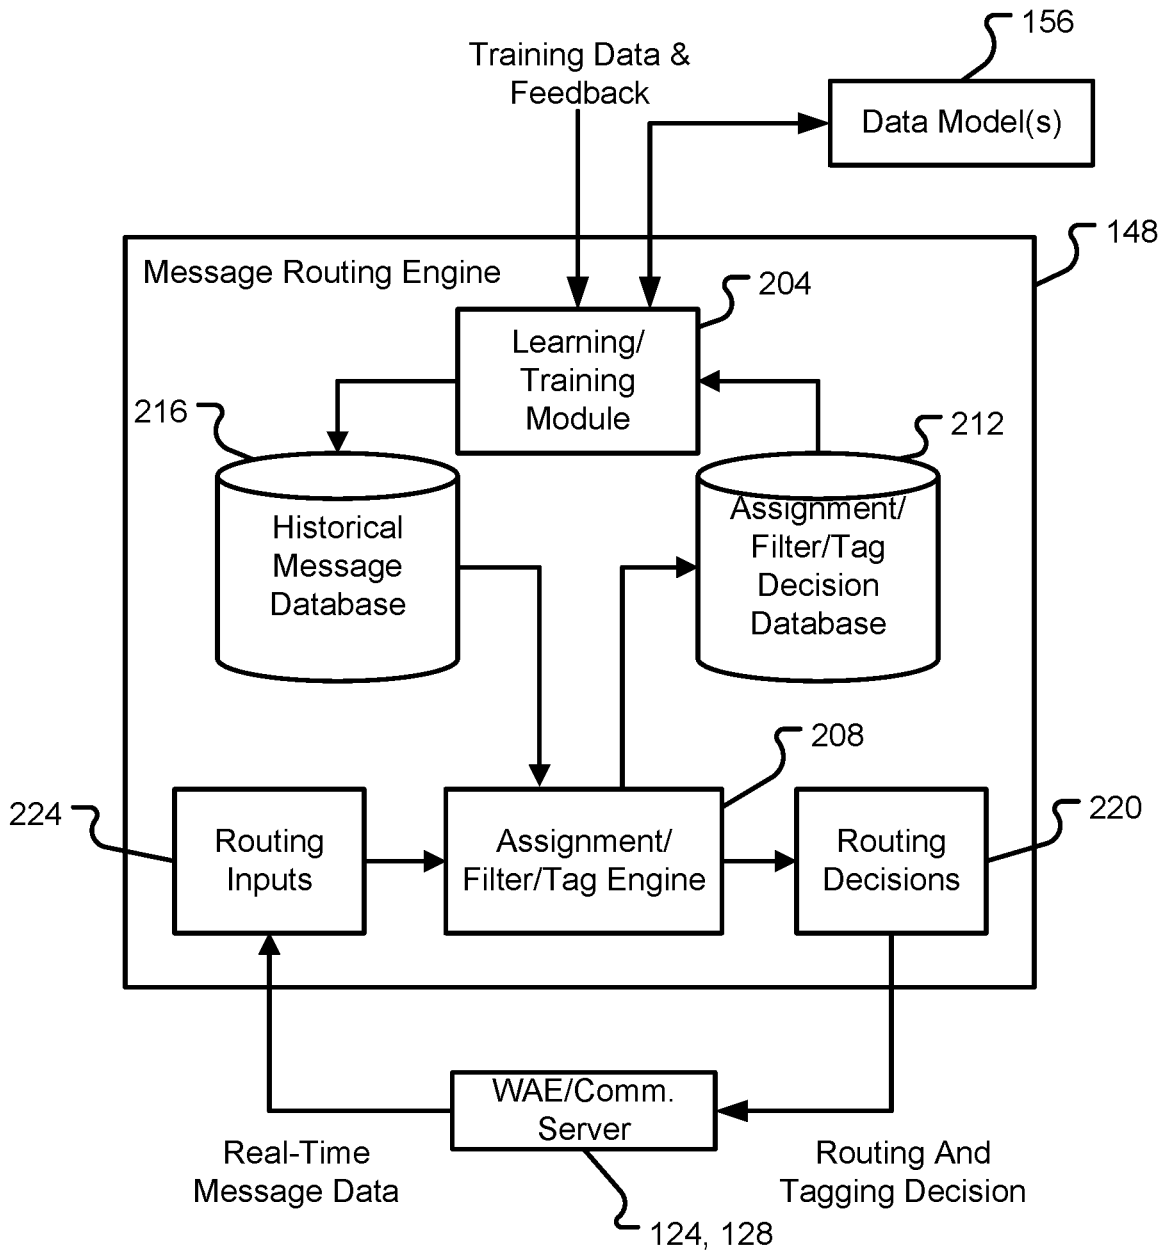 156
Training Data &
Feedback
Data Model(s)
148
Message Routing Engine
204
Learning/
Training
Module
216
212
Historical
Message
Database
Assignment/
Filter/Tag
Decision
Database
208
224
220
Routing
Inputs
Assignment/
Filter/Tag Engine
Routing
Decisions
WAE/Comm.
Server
Real-Time
Message Data
Routing And
Tagging Decision
124, 128